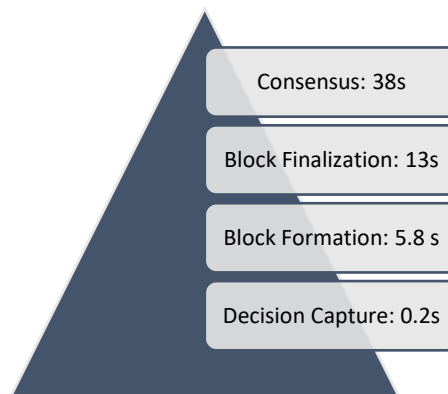 Consensus: 38s
Block Finalization: 13s
Block Formation: 5.8 s
Decision Capture: 0.2s